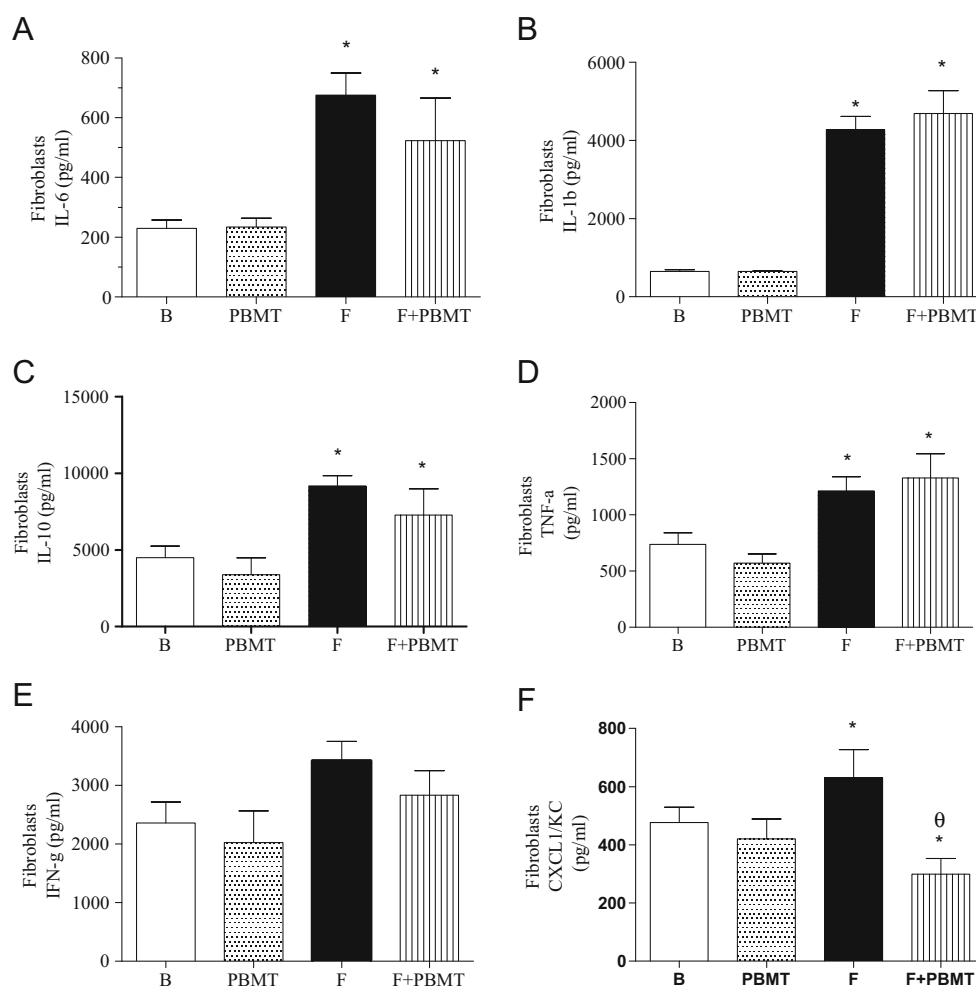 A
Fibroblasts
IL-6 (pg/ml)
800
600
400
200
0
*
*
B
PBMT
F
F+PBMT
B
Fibroblasts
IL-1b (pg/ml)
6000
4000
2000
0
*
*
B
PBMT
F
F+PBMT
C
Fibroblasts
IL-10 (pg/ml)
15000
10000
5000
0
*
*
B
PBMT
F
F+PBMT
D
Fibroblasts
TNF-a
(pg/ml)
2000
1500
1000
500
0
*
*
B
PBMT
F
F+PBMT
E
Fibroblasts
IFN-g (pg/ml)
4000
3000
2000
1000
0
B
PBMT
F
F+PBMT
F
Fibroblasts
CXCL1/KC
(pg/ml)
800
600
400
200
0
*
θ
*
B
PBMT
F
F+PBMT